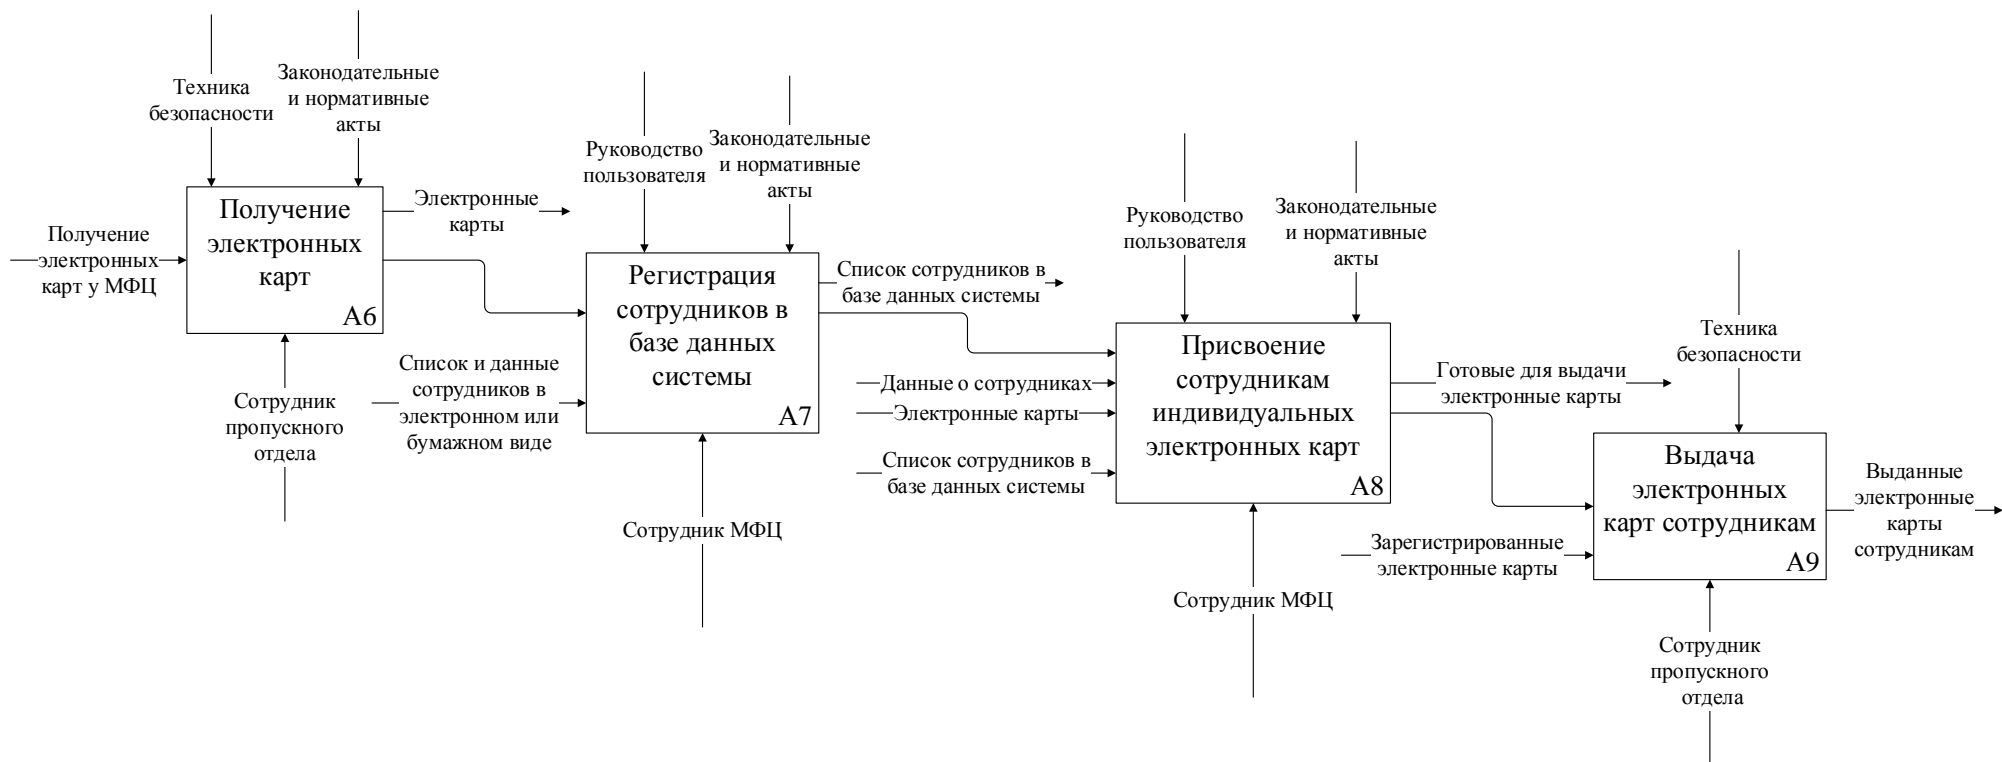 Техника
безопасности
Законодательные
и нормативные
акты
Получение
электронных
карт у МФЦ
Получение
электронных
карт
А6
Электронные
карты
Сотрудник
пропускного
отдела
Руководство
пользователя
Законодательные
и нормативные
акты
Регистрация
сотрудников в
базе данных
системы
А7
Список и данные
сотрудников в
электронном или
бумажном виде
Сотрудник МФЦ
Список сотрудников в
базе данных системы
Руководство
пользователя
Законодательные
и нормативные
акты
Данные о сотрудниках
Электронные карты
Список сотрудников в
базе данных системы
Присвоение
сотрудникам
индивидуальных
электронных карт
А8
Сотрудник МФЦ
Готовые для выдачи
электронные карты
Техника
безопасности
Зарегистрированные
электронные карты
Выдача
электронных
карт сотрудникам
А9
Выданные
электронные
карты
сотрудникам
Сотрудник
пропускного
отдела